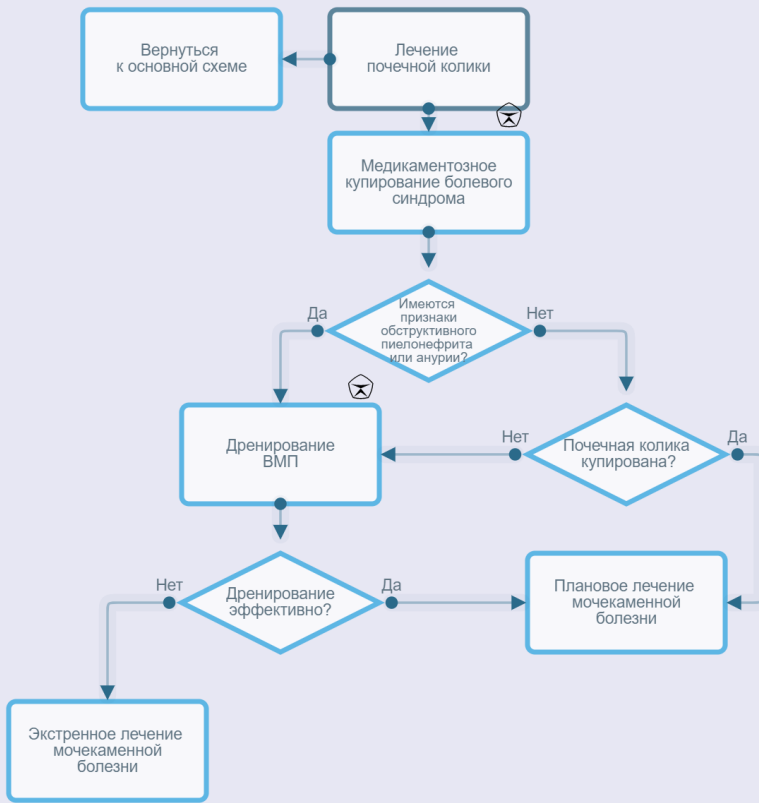 Вернуться
к основной схеме
Лечение
почечной колики
Медикаментозное
купирование болевого
синдрома
Имеются
признаки
обструктивного
пиелонефрита
или анурии?
Да
Нет
Дренирование
ВМП
Нет
Почечная колика
купирована?
Да
Нет
Дренирование
эффективно?
Да
Плановое лечение
мочекаменной
болезни
Экстренное лечение
мочекаменной
болезни